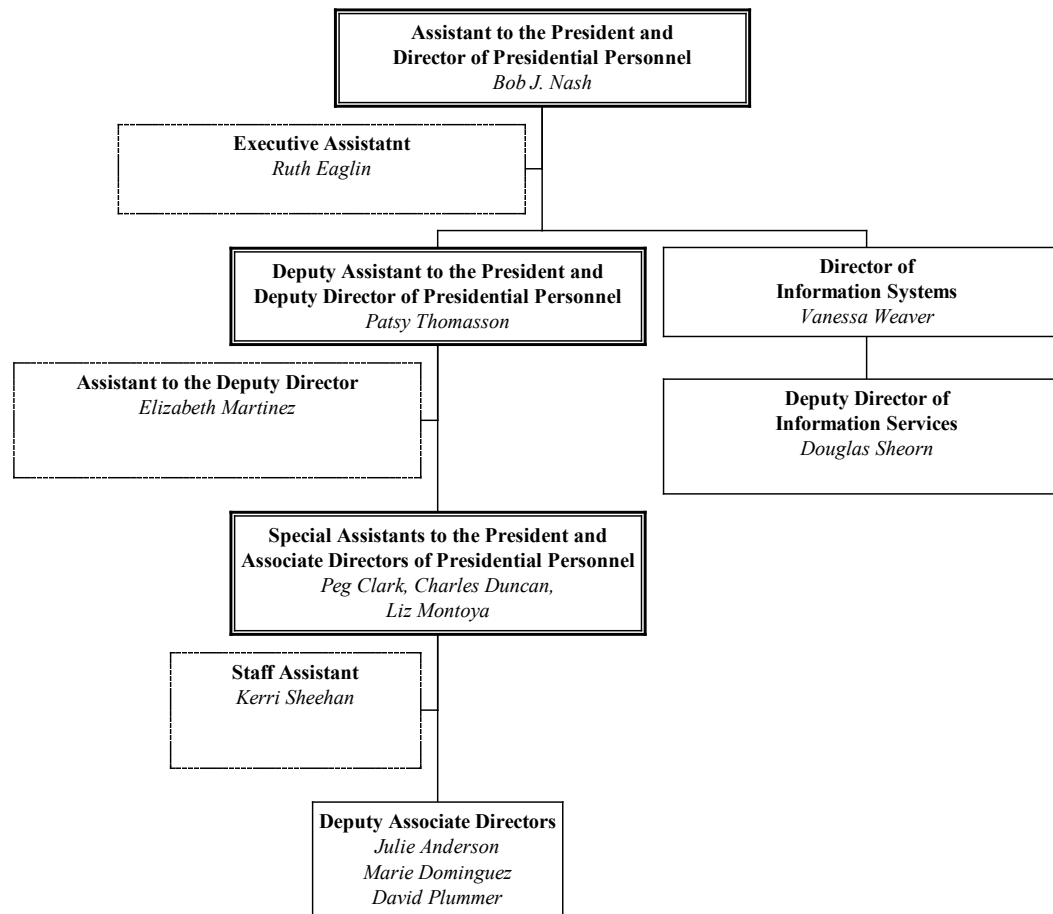 Assistant to the President and
Director of Presidential Personnel
Bob J. Nash
Executive Assistatnt
Ruth Eaglin
Deputy Assistant to the President and
Deputy Director of Presidential Personnel
Patsy Thomasson
Director of
Information Systems
Vanessa Weaver
Assistant to the Deputy Director
Elizabeth Martinez
Deputy Director of
Information Services
Douglas Sheorn
Special Assistants to the President and
Associate Directors of Presidential Personnel
Peg Clark, Charles Duncan,
Liz Montoya
Staff Assistant
Kerri Sheehan
Deputy Associate Directors
Julie Anderson
Marie Dominguez
David Plummer